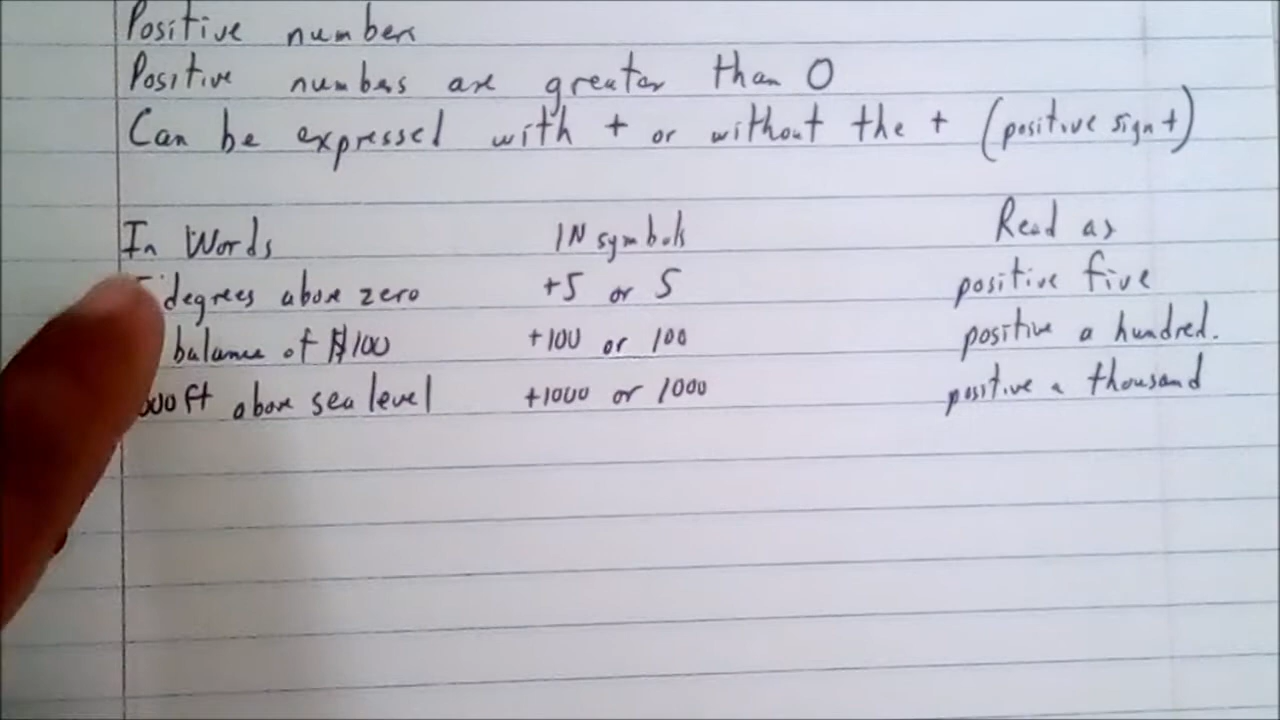 Positive numbers
Positive numbers are greater than 0
Can be expressed with + or without the + (positive sign +)
In Words IN symbols Read as
degrees above zero +5 or 5 positive five
balance of $100 +100 or 100 positive a hundred.
000ft above sea level +1000 or 1000 positive a thousand